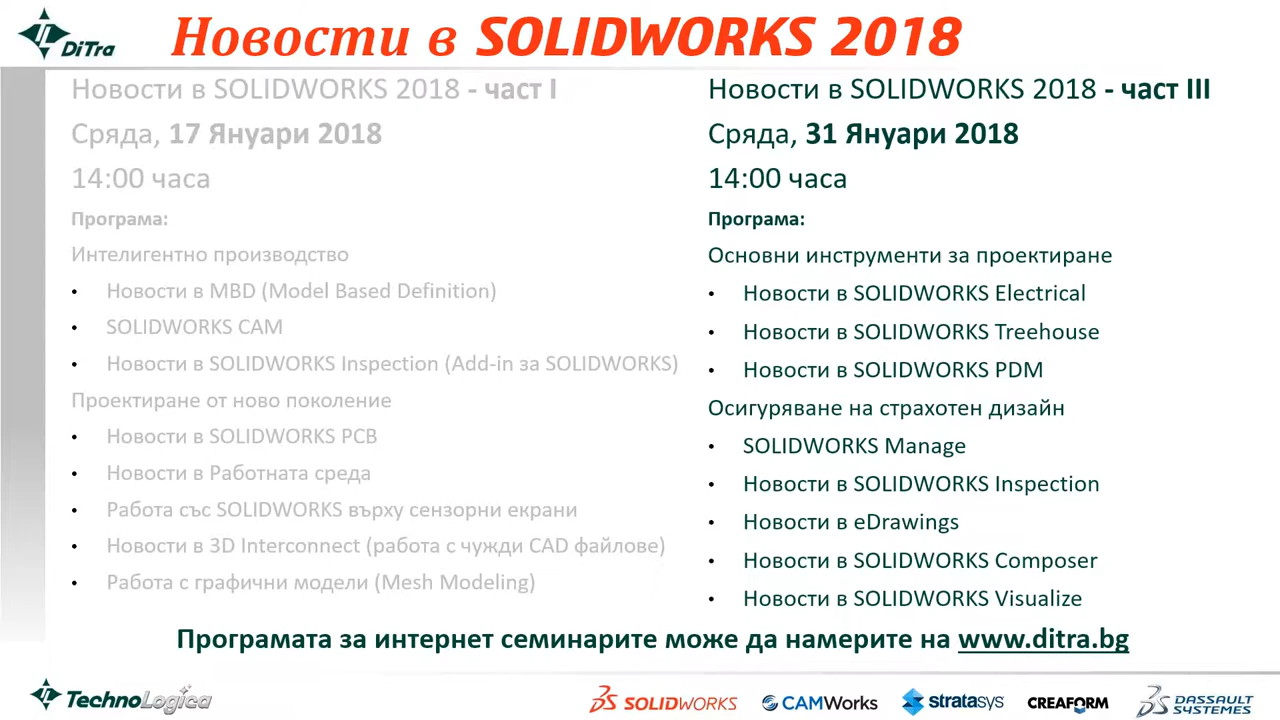 DiTra
Новости в SOLIDWORKS 2018
Новости в SOLIDWORKS 2018 - част I
Сряда, 17 Януари 2018
14:00 часа
Програма:
Интелигентно производство
• Новости в MBD (Model Based Definition)
• SOLIDWORKS CAM
• Новости в SOLIDWORKS Inspection (Add-in за SOLIDWORKS)
Проектиране от ново поколение
• Новости в SOLIDWORKS PCB
• Новости в Работната среда
• Работа със SOLIDWORKS върху сензорни екрани
• Новости в 3D Interconnect (работа с чужди CAD файлове)
• Работа с графични модели (Mesh Modeling)
Новости в SOLIDWORKS 2018 - част III
Сряда, 31 Януари 2018
14:00 часа
Програма:
Основни инструменти за проектиране
• Новости в SOLIDWORKS Electrical
• Новости в SOLIDWORKS Treehouse
• Новости в SOLIDWORKS PDM
Осигуряване на страхотен дизайн
• SOLIDWORKS Manage
• Новости в SOLIDWORKS Inspection
• Новости в eDrawings
• Новости в SOLIDWORKS Composer
• Новости в SOLIDWORKS Visualize
Програмата за интернет семинарите може да намерите на www.ditra.bg
TechnoLogica
SOLIDWORKS
CAMWorks
stratasys
CREAFORM
DASSAULT
SYSTEMES